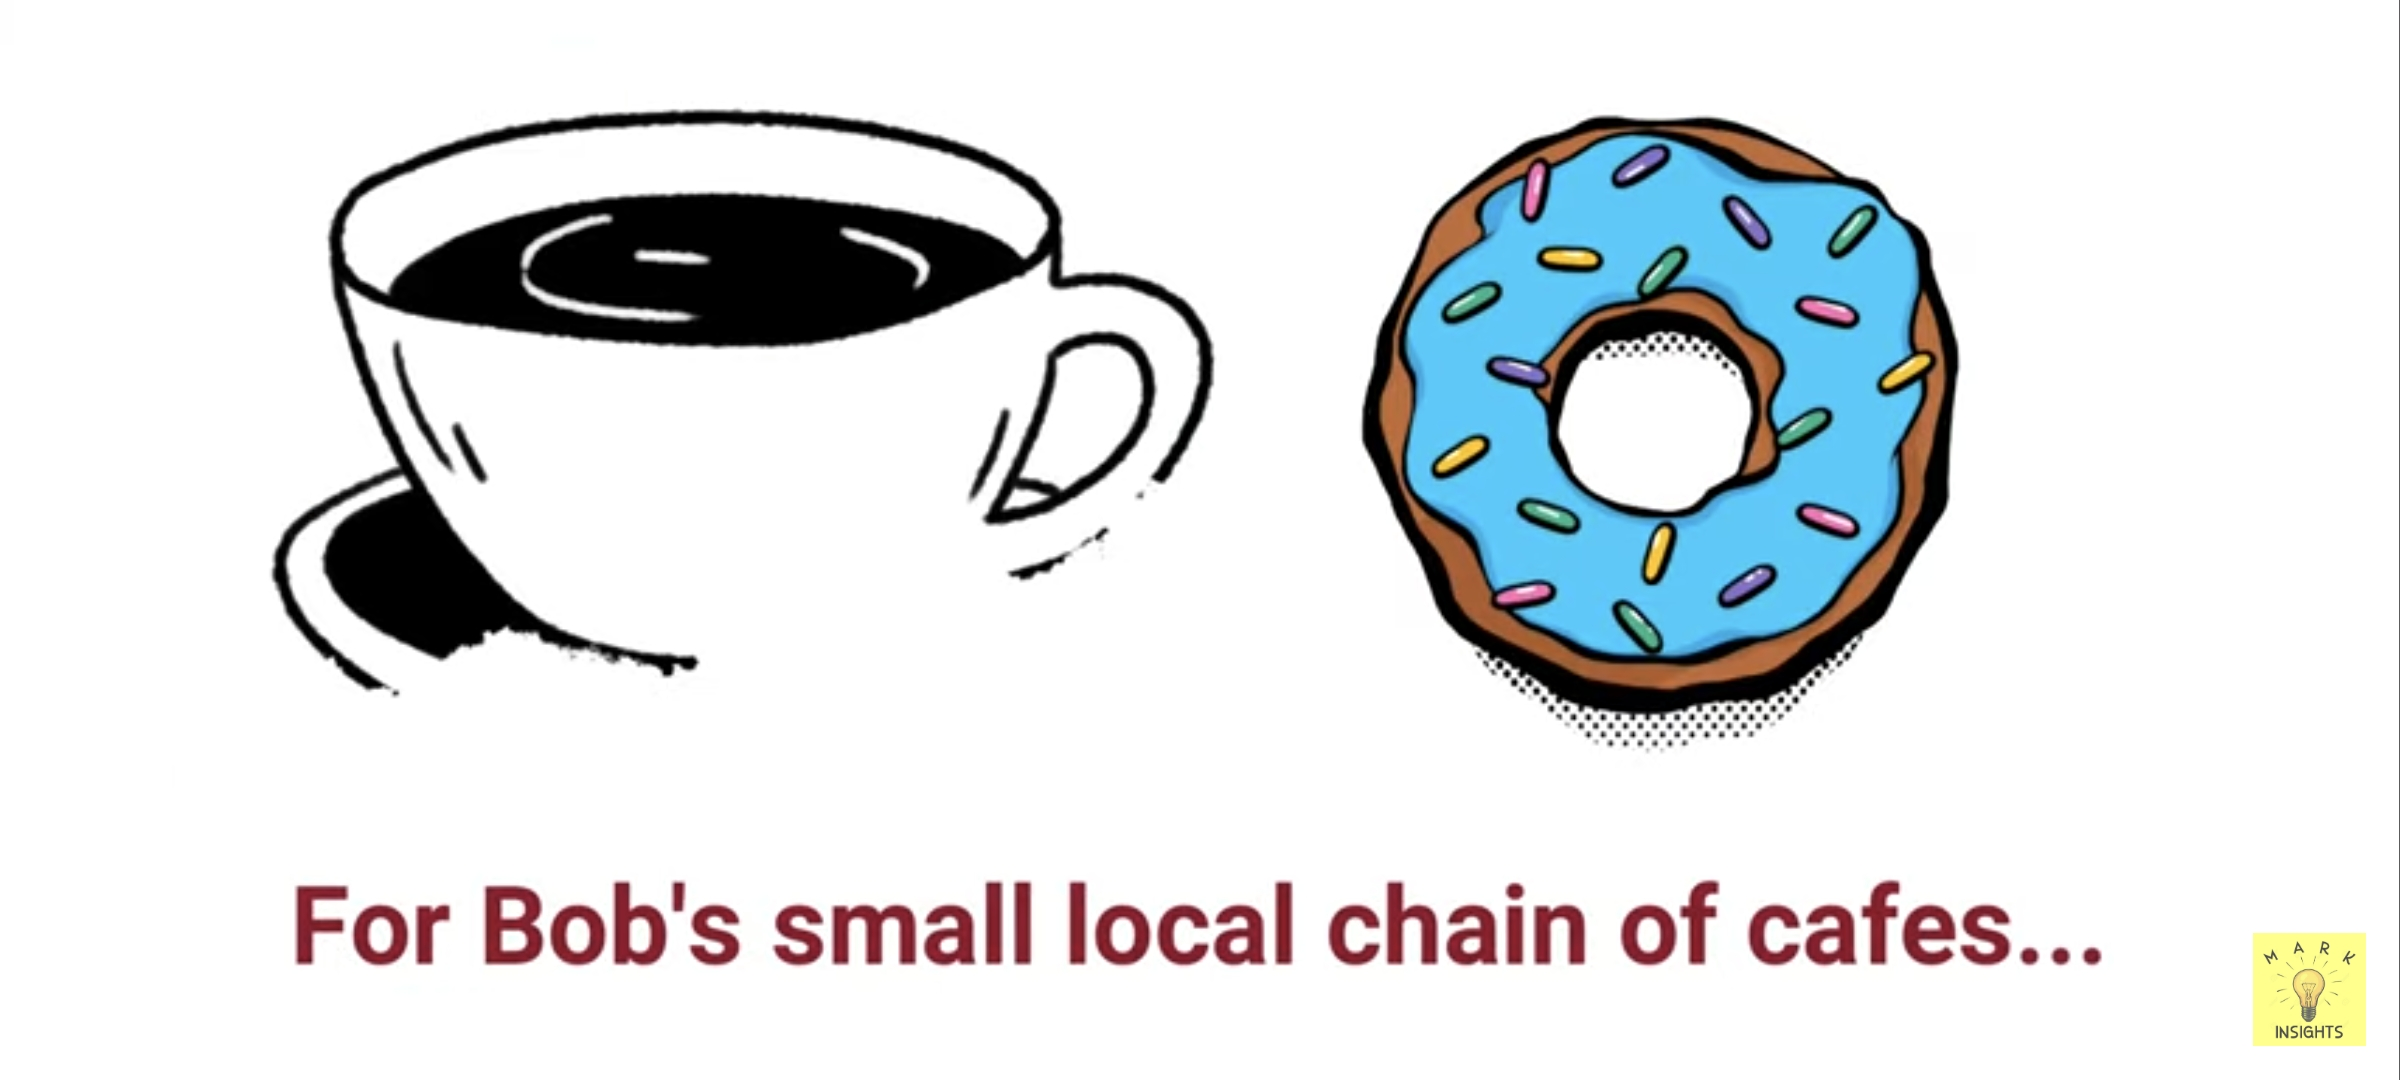 For Bob's small local chain of cafes...
MARK
INSIGHTS